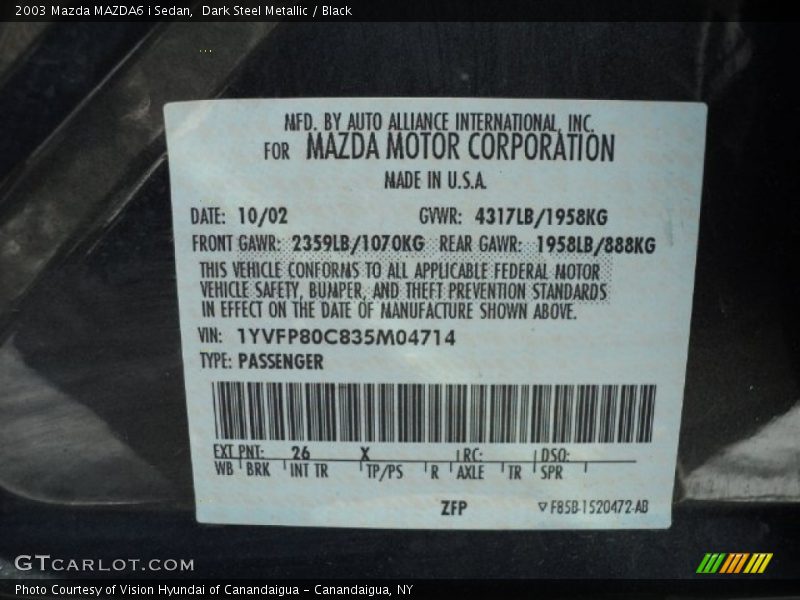 2003 Mazda MAZDA6 i Sedan,  Dark Steel Metallic / Black
MFD. BY AUTO ALLIANCE INTERNATIONAL, INC.
FOR MAZDA MOTOR CORPORATION
MADE IN U.S.A.
DATE: 10/02 GVWR: 4317LB/1958KG
FRONT GAWR: 2359LB/1070KG REAR GAWR: 1958LB/888KG
THIS VEHICLE CONFORMS TO ALL APPLICABLE FEDERAL MOTOR
VEHICLE SAFETY, BUMPER, AND THEFT PREVENTION STANDARDS
IN EFFECT ON THE DATE OF MANUFACTURE SHOWN ABOVE.
VIN: 1YVFP80C835M04714
TYPE: PASSENGER
EXT PNT: 26 X RC: DSO:
WB BRK INT TR TP/PS R AXLE TR SPR
ZFP F85B-1520472-AB
GTCARLOT.COM
Photo Courtesy of Vision Hyundai of Canandaigua - Canandaigua, NY